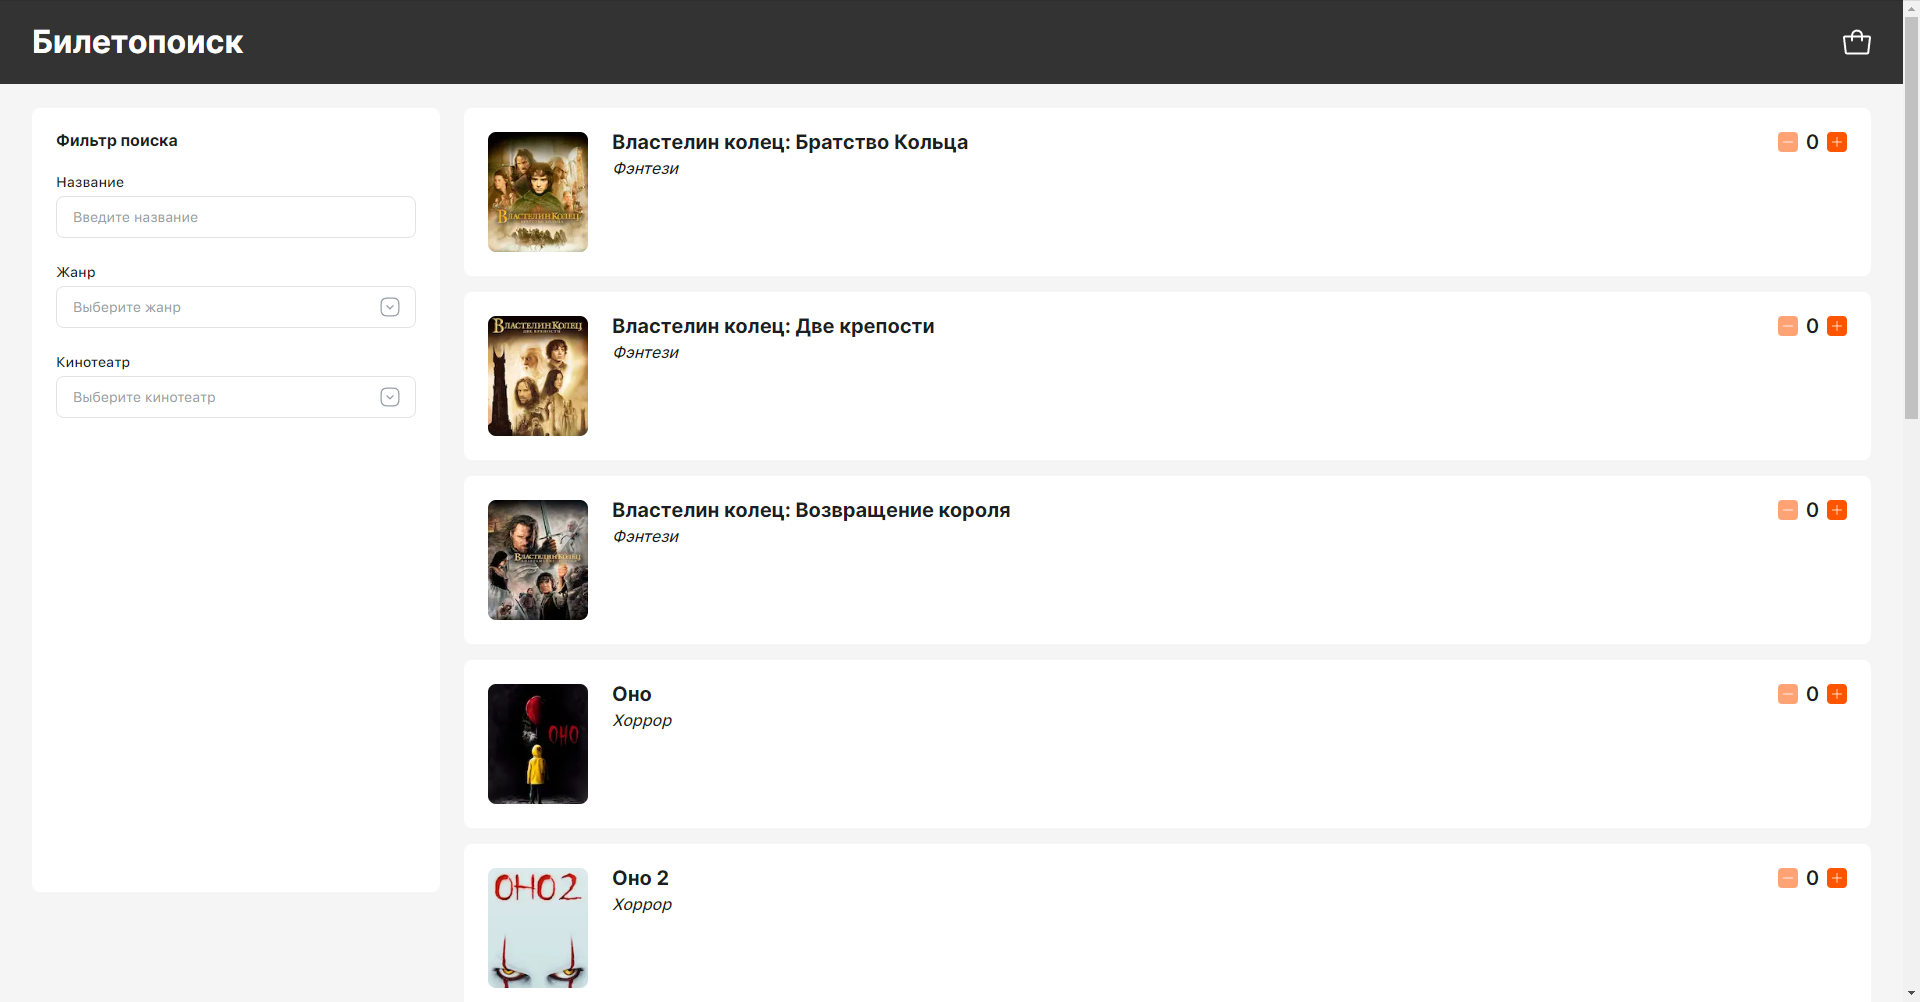 Билетопоиск
Фильтр поиска
Название
Введите название
Жанр
Выберите жанр
Кинотеатр
Выберите кинотеатр
ВЛАСТЕЛИН КОЛЕЦ
Властелин колец: Братство Кольца
Фэнтези
0
ВЛАСТЕЛИН КОЛЕЦ
ДВЕ КРЕПОСТИ
Властелин колец: Две крепости
Фэнтези
0
ВЛАСТЕЛИН КОЛЕЦ
Властелин колец: Возвращение короля
Фэнтези
0
ОНО
Оно
Хоррор
0
ОНО 2
Оно 2
Хоррор
0